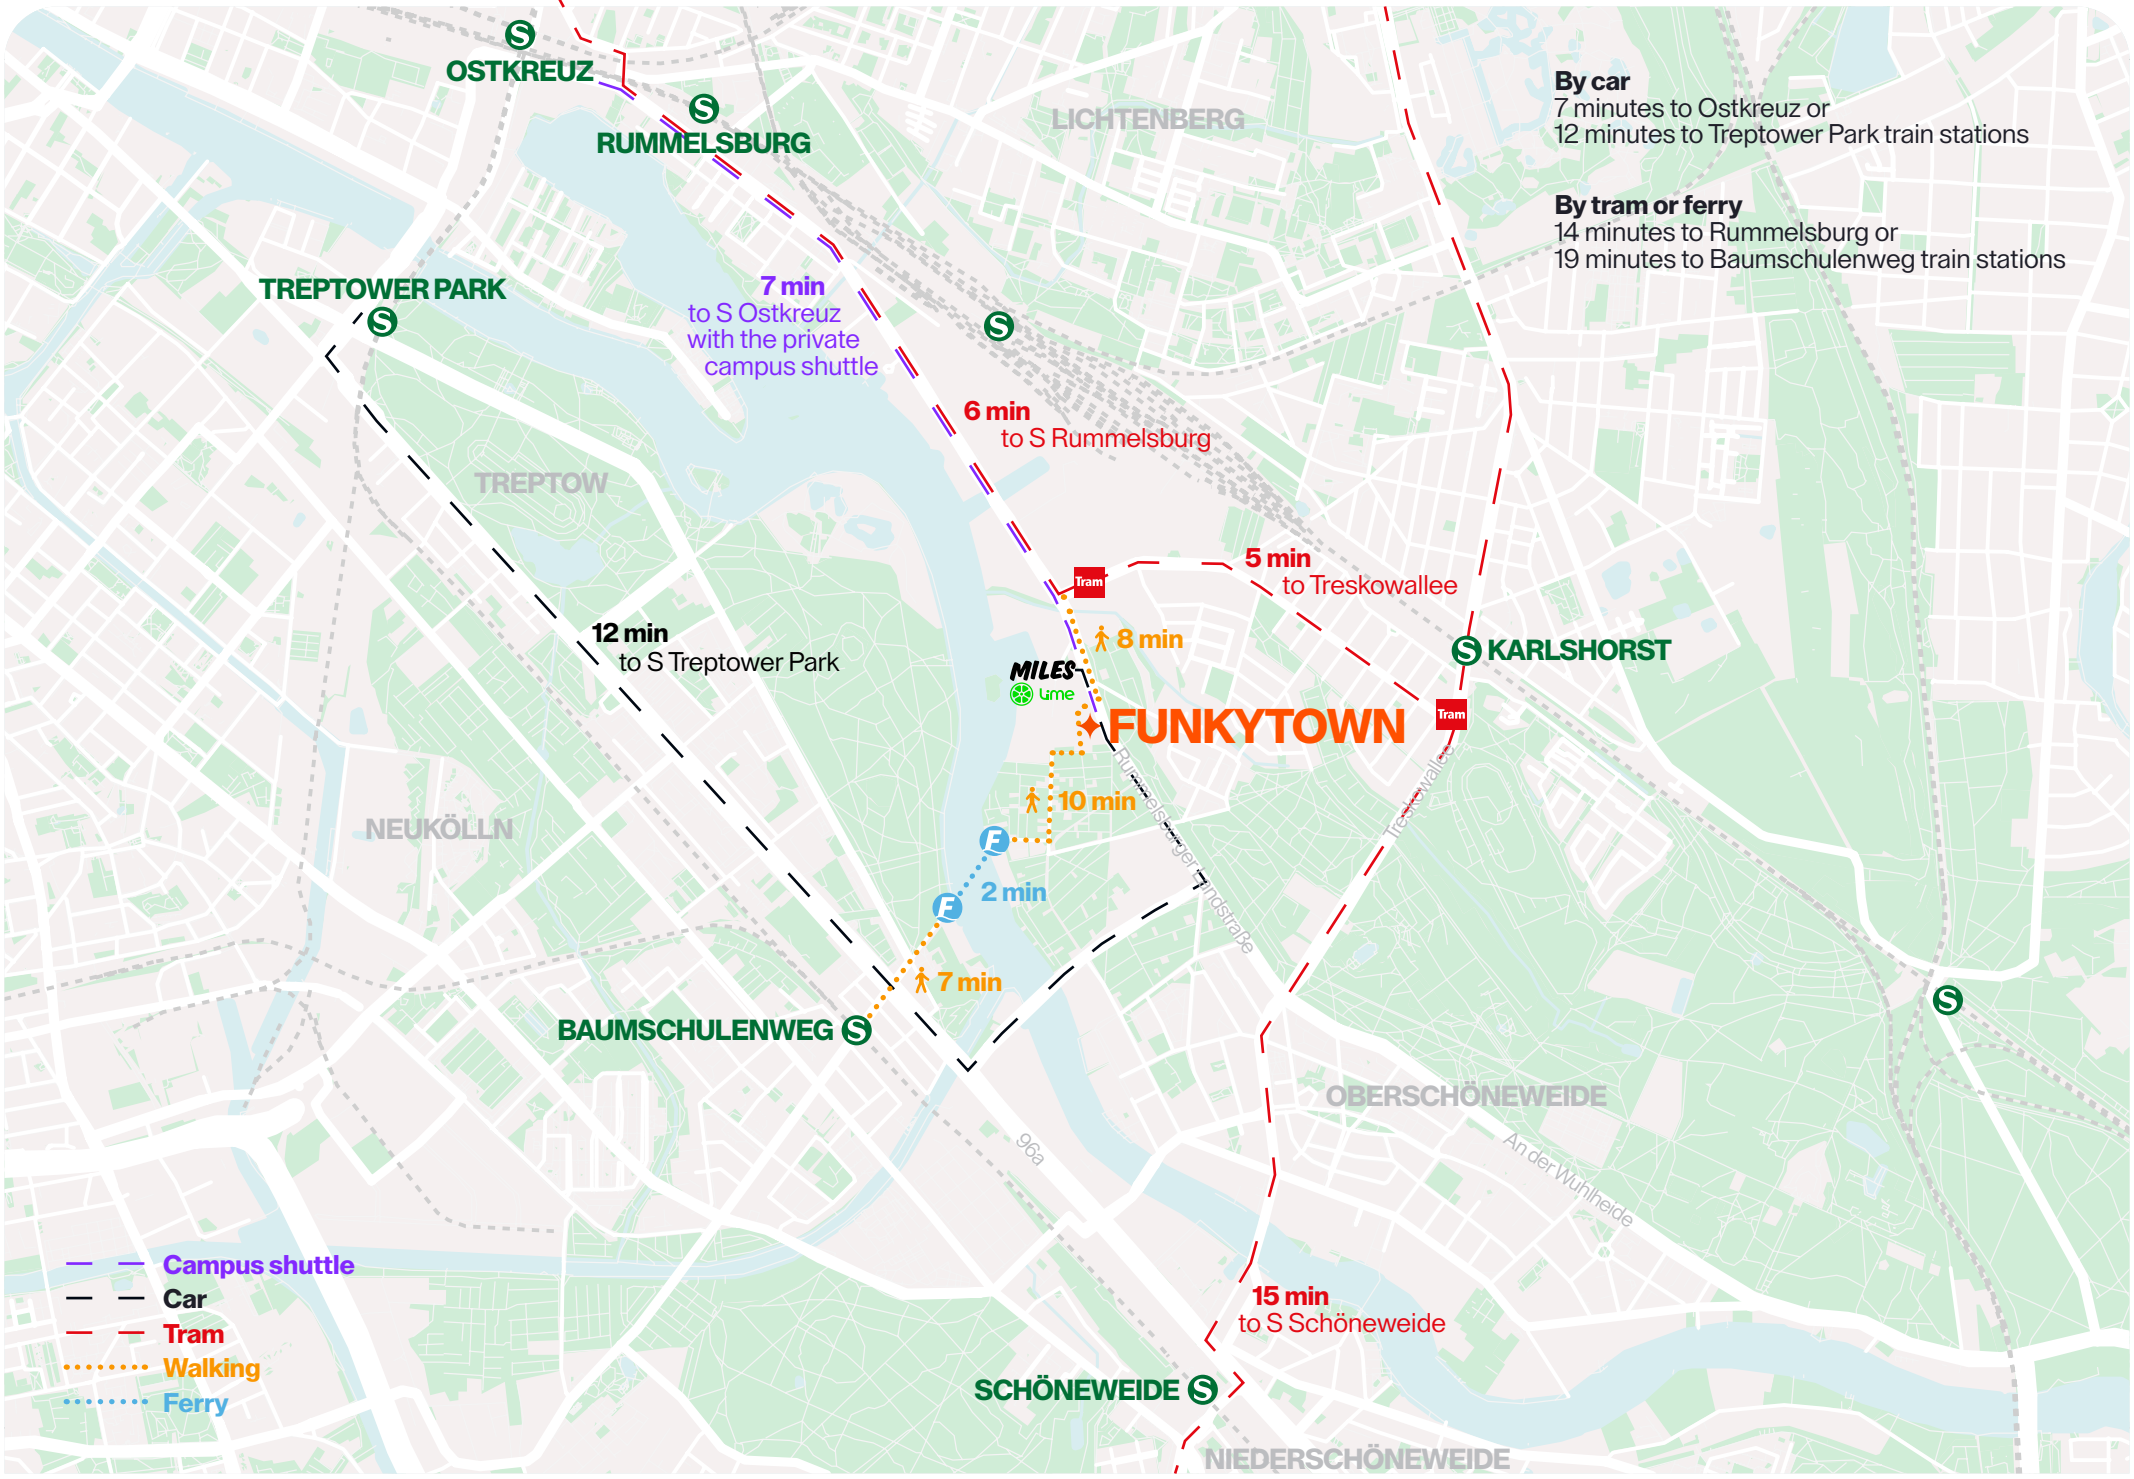 S
OSTKREUZ
S
RUMMELSBURG
LICHTENBERG
By car
7 minutes to Ostkreuz or
12 minutes to Treptower Park train stations
By tram or ferry
14 minutes to Rummelsburg or
19 minutes to Baumschulenweg train stations
TREPTOWER PARK
S
7 min
to S Ostkreuz
with the private
campus shuttle
S
6 min
to S Rummelsburg
TREPTOW
Tram
5 min
to Treskowallee
12 min
to S Treptower Park
8 min
S KARLSHORST
MILES
Lime
FUNKYTOWN
Tram
Rummelsburger Landstraße
Treskowallee
NEUKÖLLN
10 min
F
2 min
F
7 min
BAUMSCHULENWEG S
S
OBERSCHÖNEWEIDE
96a
An der Wuhlheide
Campus shuttle
Car
Tram
Walking
Ferry
15 min
to S Schöneweide
SCHÖNEWEIDE S
NIEDERSCHÖNEWEIDE